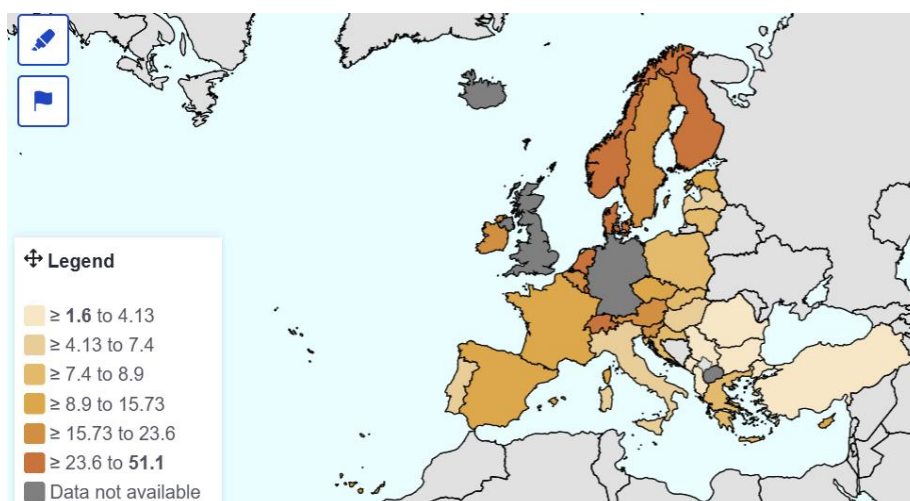 Legend
≥ 1.6 to 4.13
≥ 4.13 to 7.4
≥ 7.4 to 8.9
≥ 8.9 to 15.73
≥ 15.73 to 23.6
≥ 23.6 to 51.1
Data not available